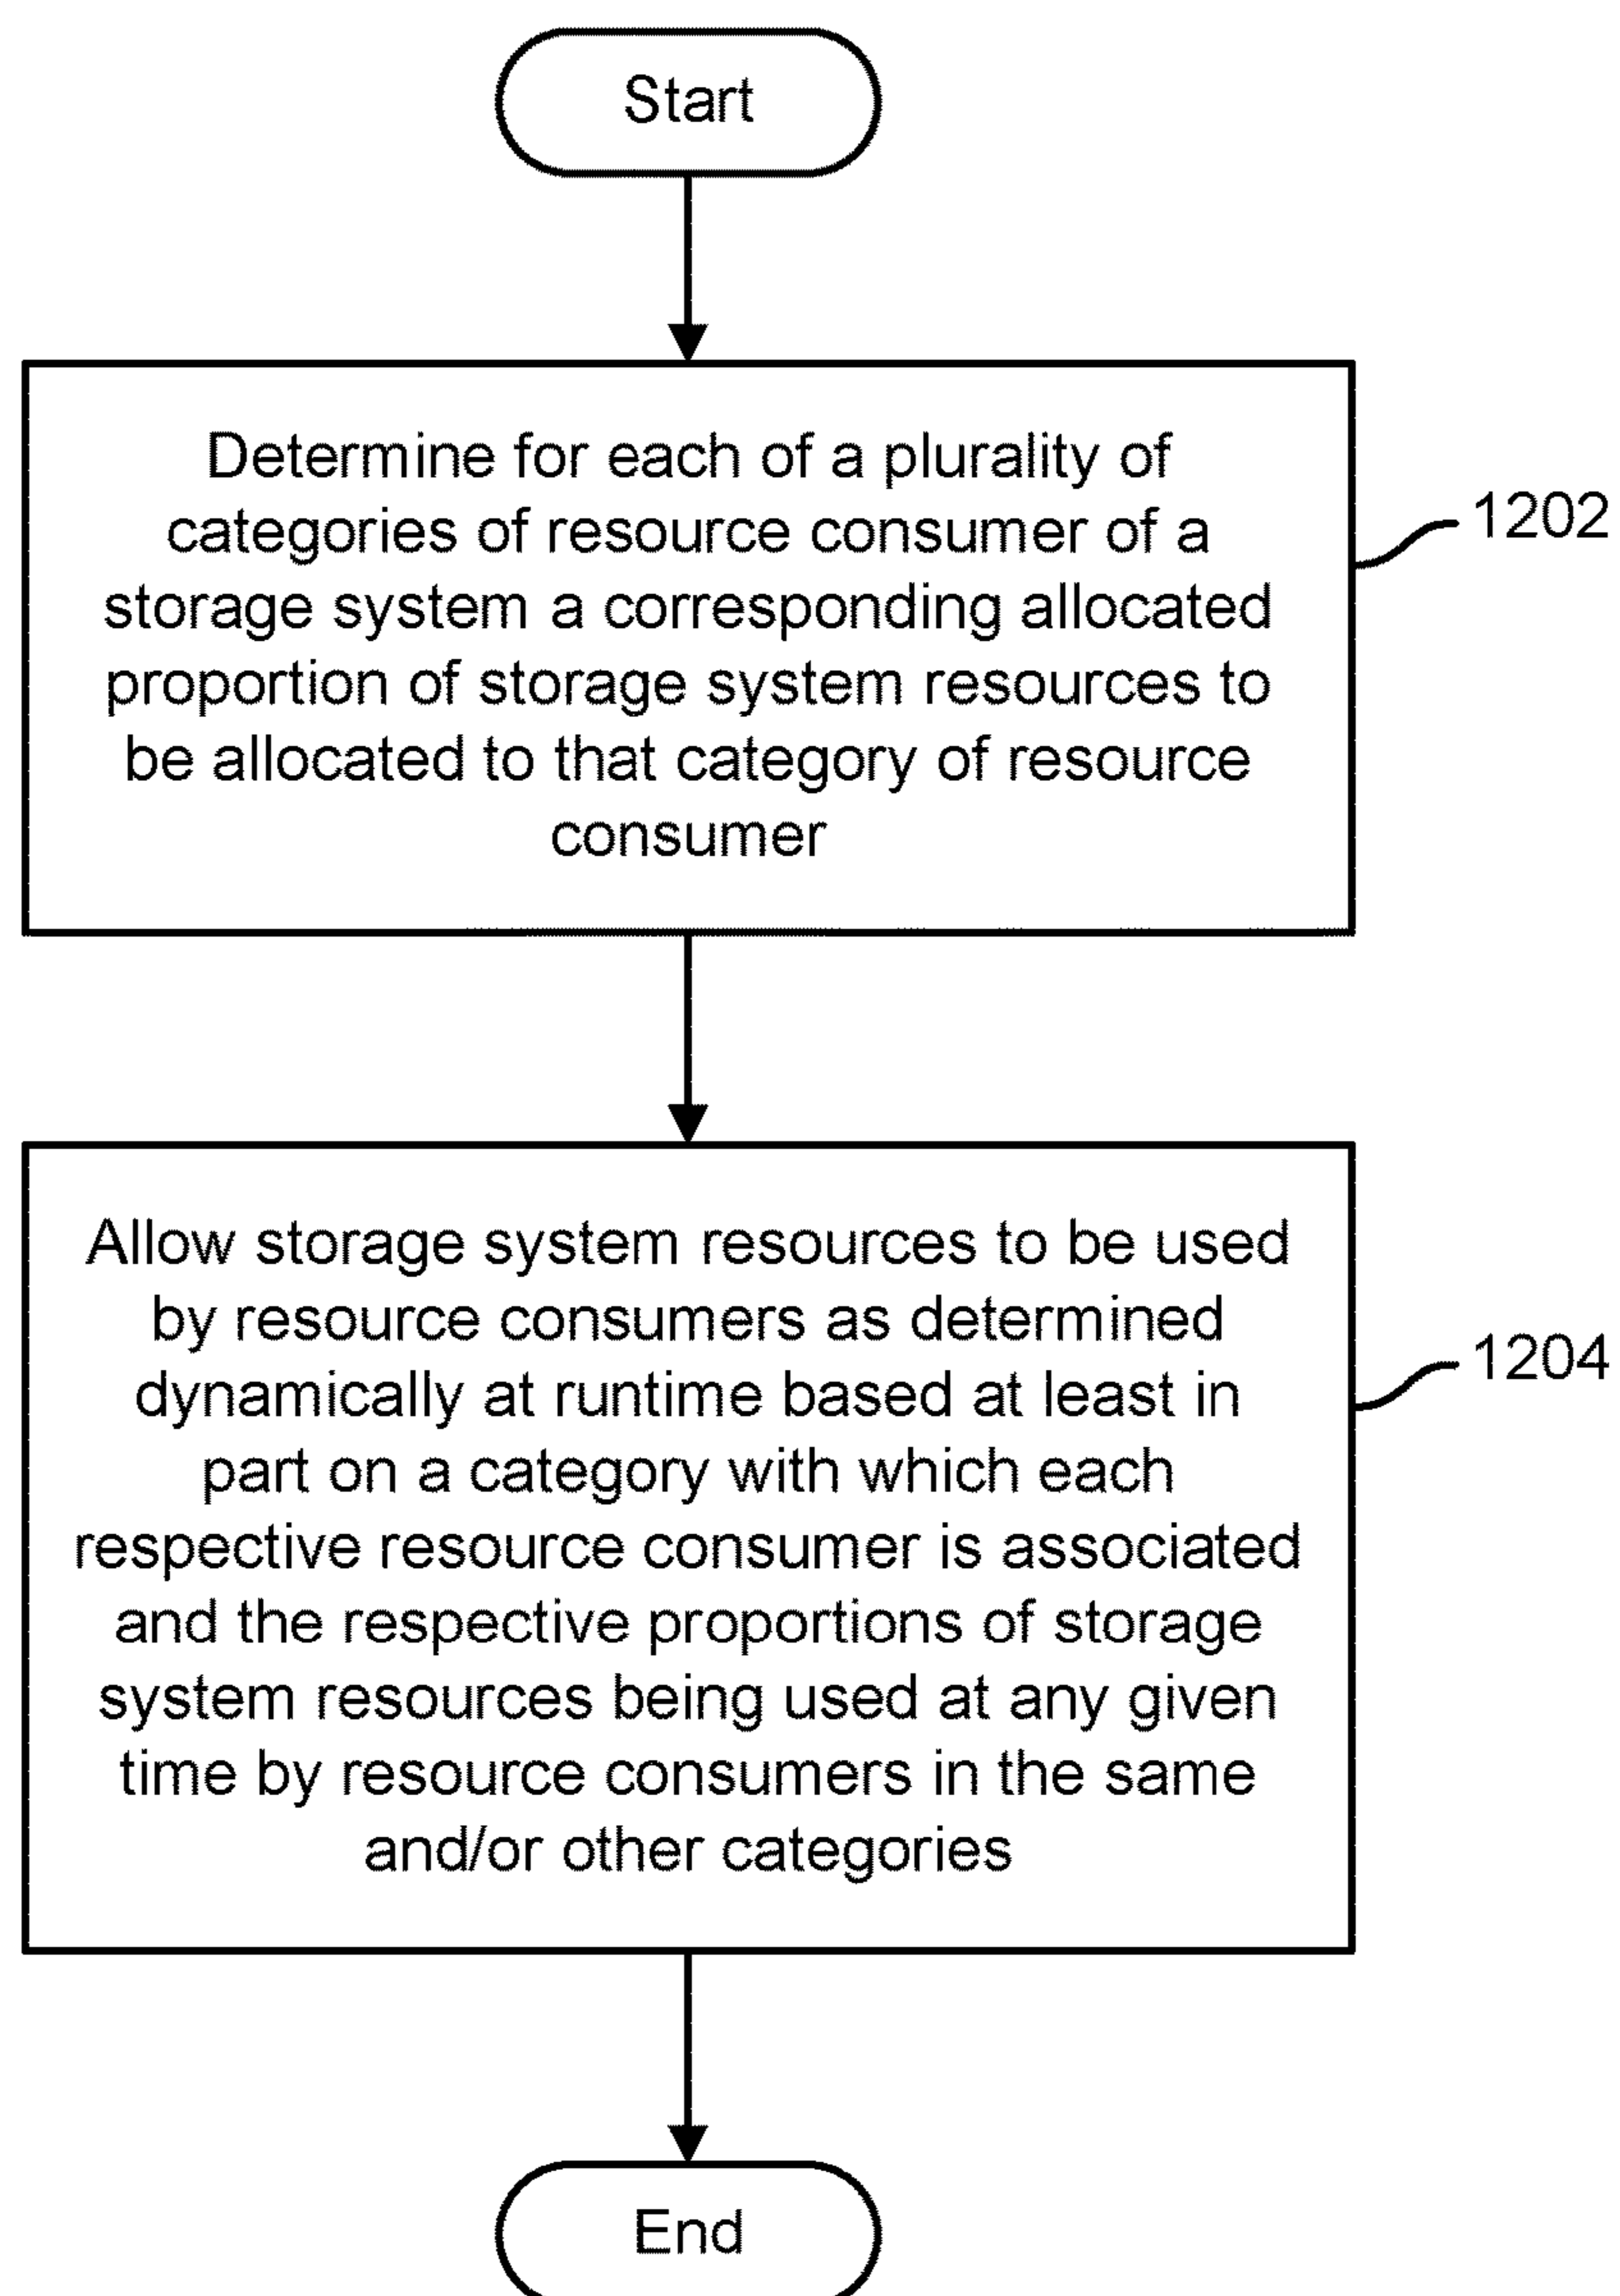 Start
Determine for each of a plurality of
categories of resource consumer of a
storage system a corresponding allocated
proportion of storage system resources to
be allocated to that category of resource
consumer
1202
Allow storage system resources to be used
by resource consumers as determined
dynamically at runtime based at least in
part on a category with which each
respective resource consumer is associated
and the respective proportions of storage
system resources being used at any given
time by resource consumers in the same
and/or other categories
1204
End